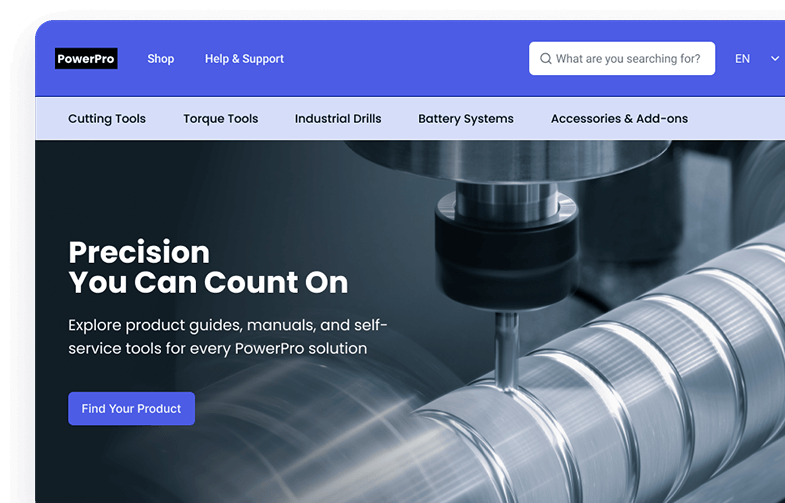 PowerPro
Shop
Help & Support
What are you searching for?
EN
Cutting Tools
Torque Tools
Industrial Drills
Battery Systems
Accessories & Add-ons
Precision
You Can Count On
Explore product guides, manuals, and self-
service tools for every PowerPro solution
Find Your Product